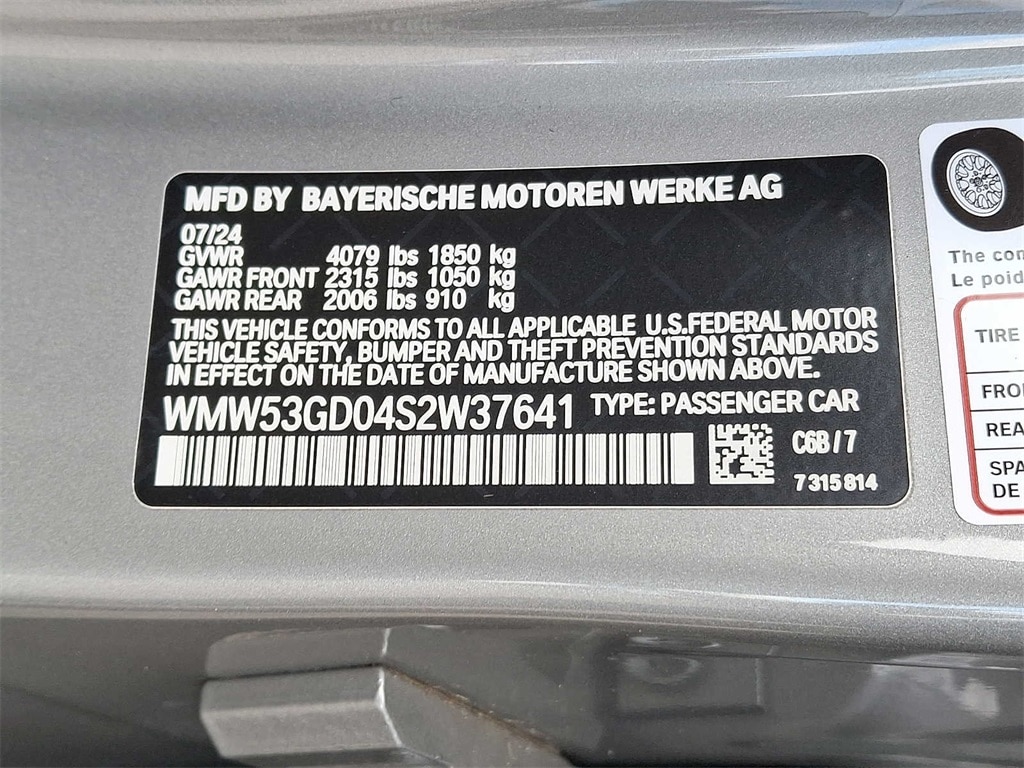 MFD BY BAYERISCHE MOTOREN WERKE AG
07/24
GVWR 4079 lbs 1850 kg
GAWR FRONT 2315 lbs 1050 kg
GAWR REAR 2006 lbs 910 kg
THIS VEHICLE CONFORMS TO ALL APPLICABLE U.S.FEDERAL MOTOR
VEHICLE SAFETY, BUMPER AND THEFT PREVENTION STANDARDS
IN EFFECT ON THE DATE OF MANUFACTURE SHOWN ABOVE.
WMW53GD04S2W37641 TYPE: PASSENGER CAR
C6B/7
7315814
The com
Le poid
TIRE
FRO
REA
SPA
DE